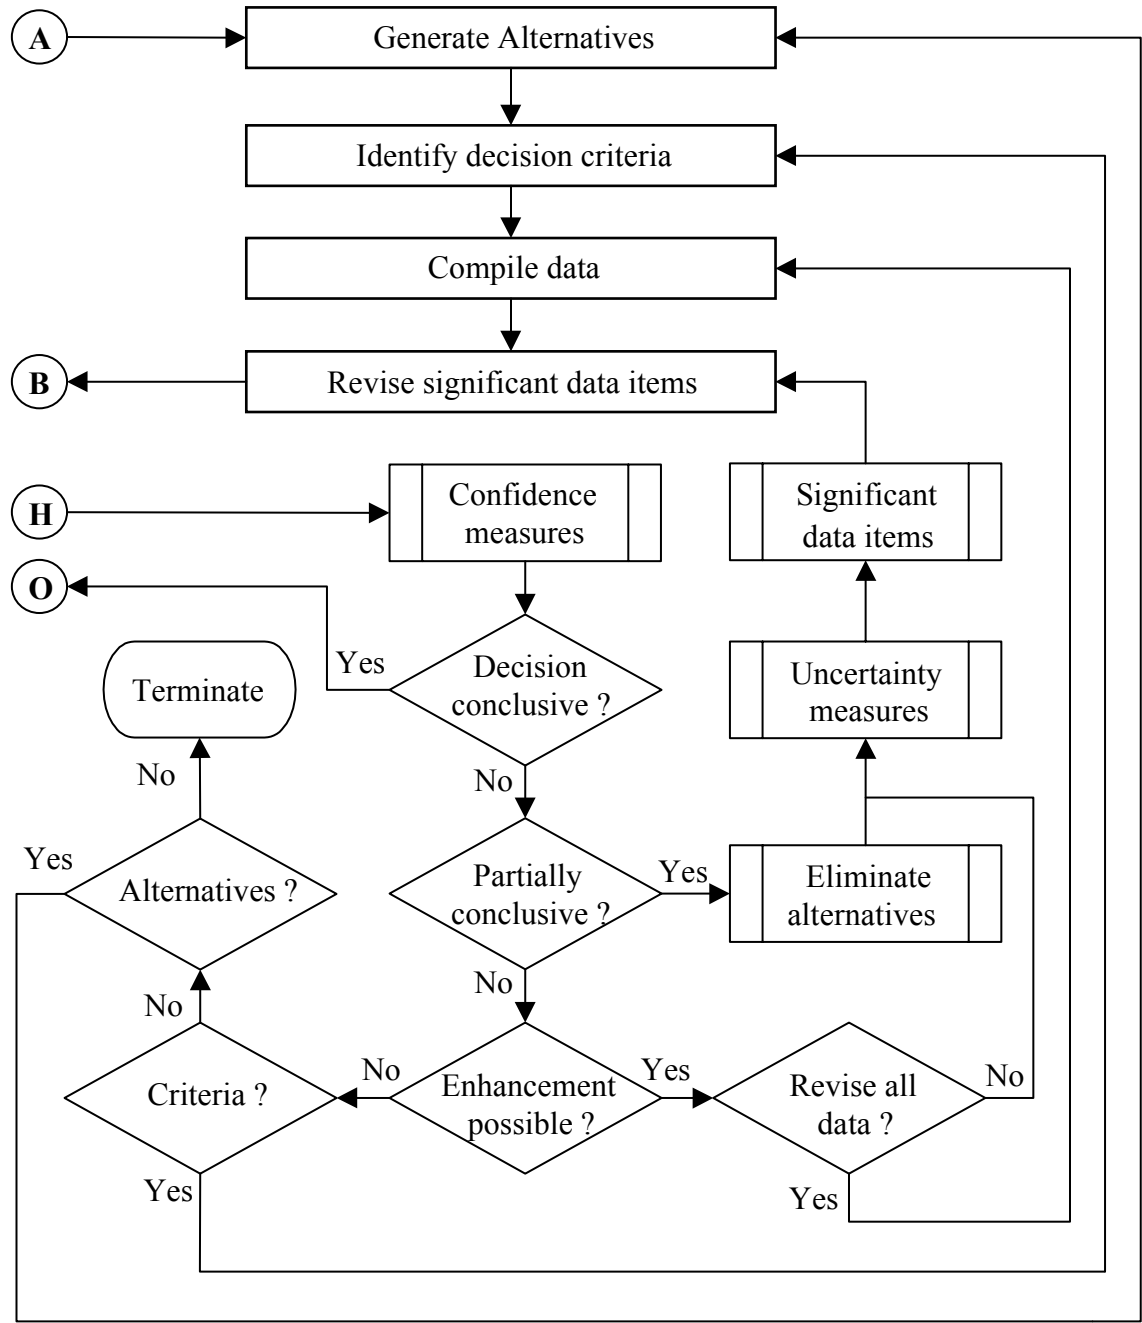 A
Generate Alternatives
Identify decision criteria
Compile data
B
Revise significant data items
H
Confidence
measures
Significant
data items
O
Yes
Decision
conclusive ?
Terminate
Uncertainty
measures
No
No
Yes
Alternatives ?
Partially
conclusive ?
Yes
Eliminate
alternatives
No
No
Criteria ?
No
Enhancement
possible ?
Yes
Revise all
data ?
No
Yes
Yes